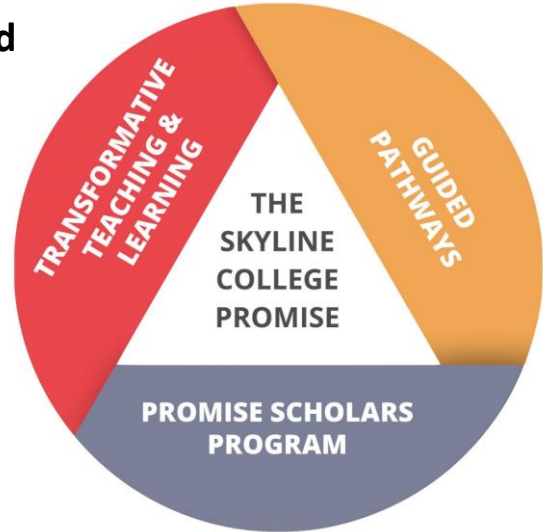 d
TRANSFORMATIVE
TEACHING &
LEARNING
GUIDED
PATHWAYS
THE
SKYLINE
COLLEGE
PROMISE
PROMISE SCHOLARS
PROGRAM